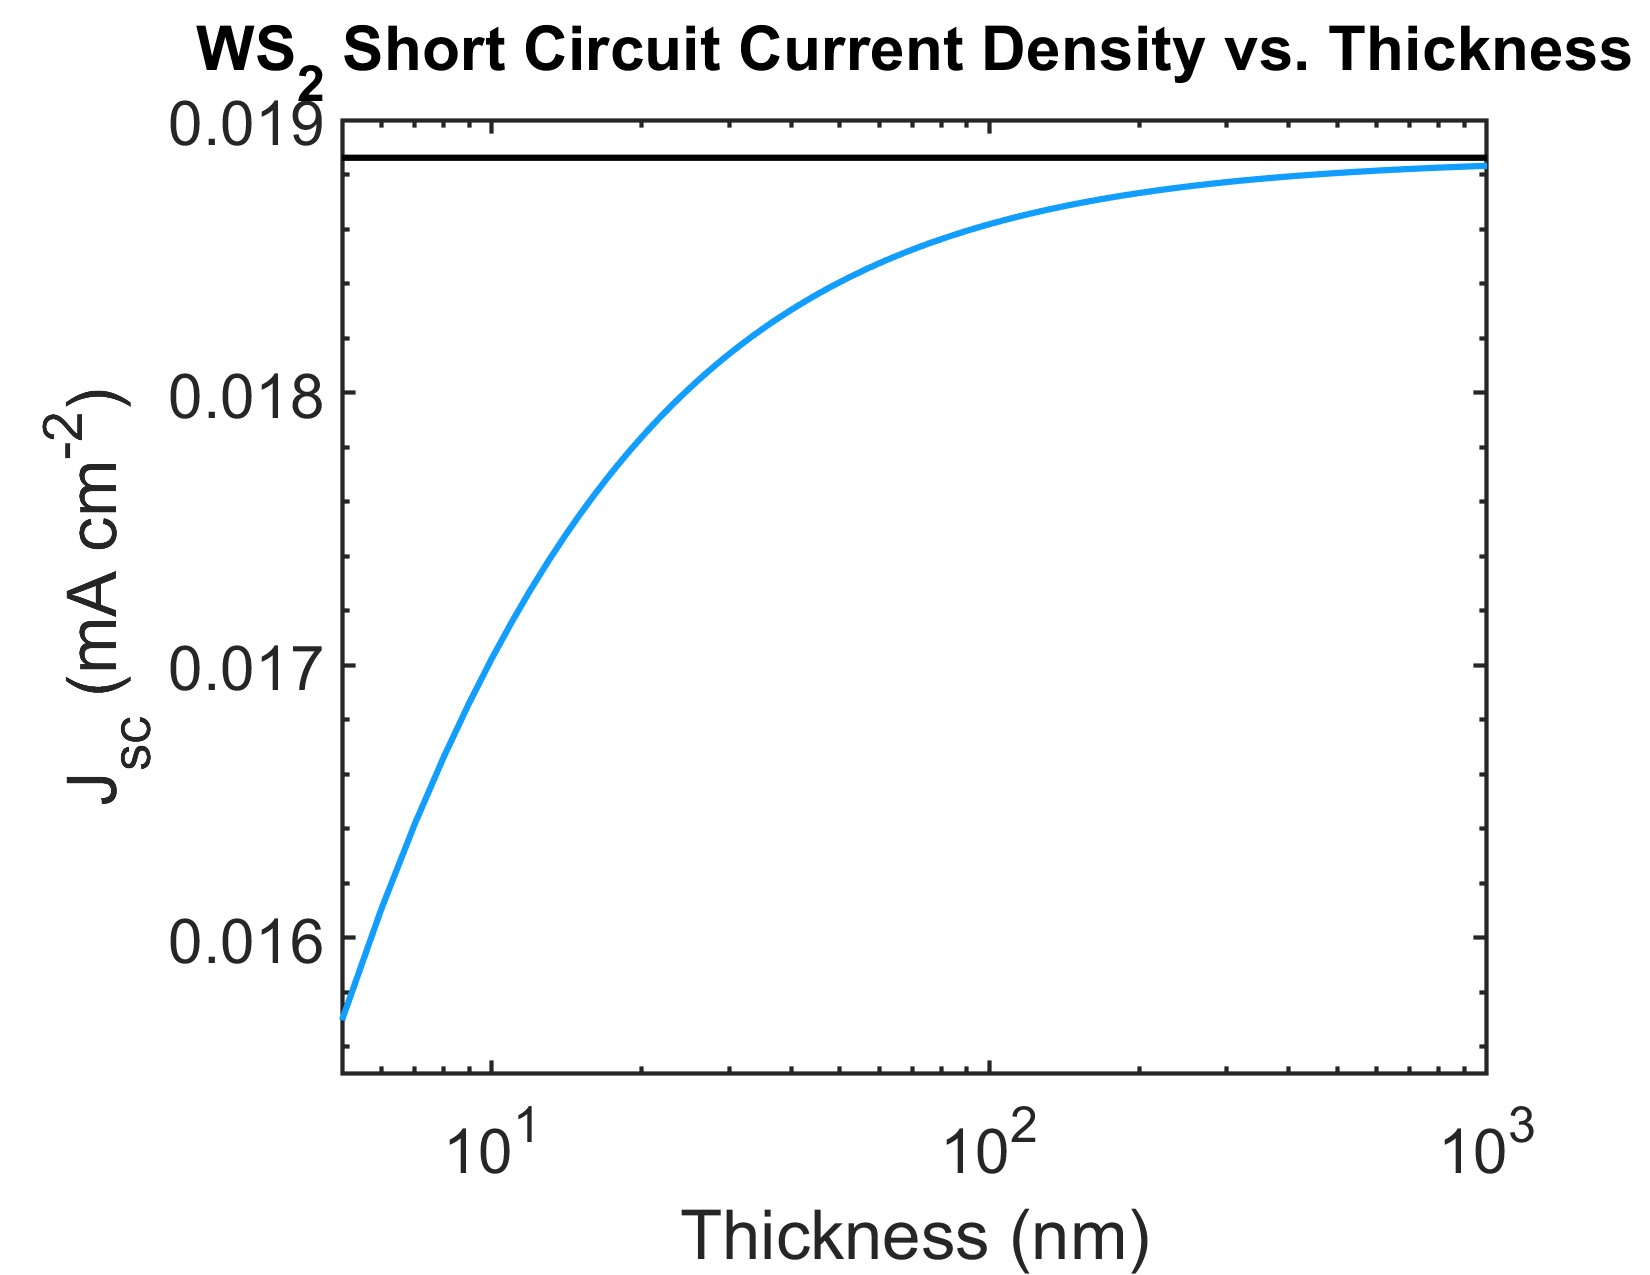 WS2 Short Circuit Current Density vs. Thickness
0.019
0.018
0.017
0.016
Jsc (mA cm-2)
10^1
10^2
10^3
Thickness (nm)